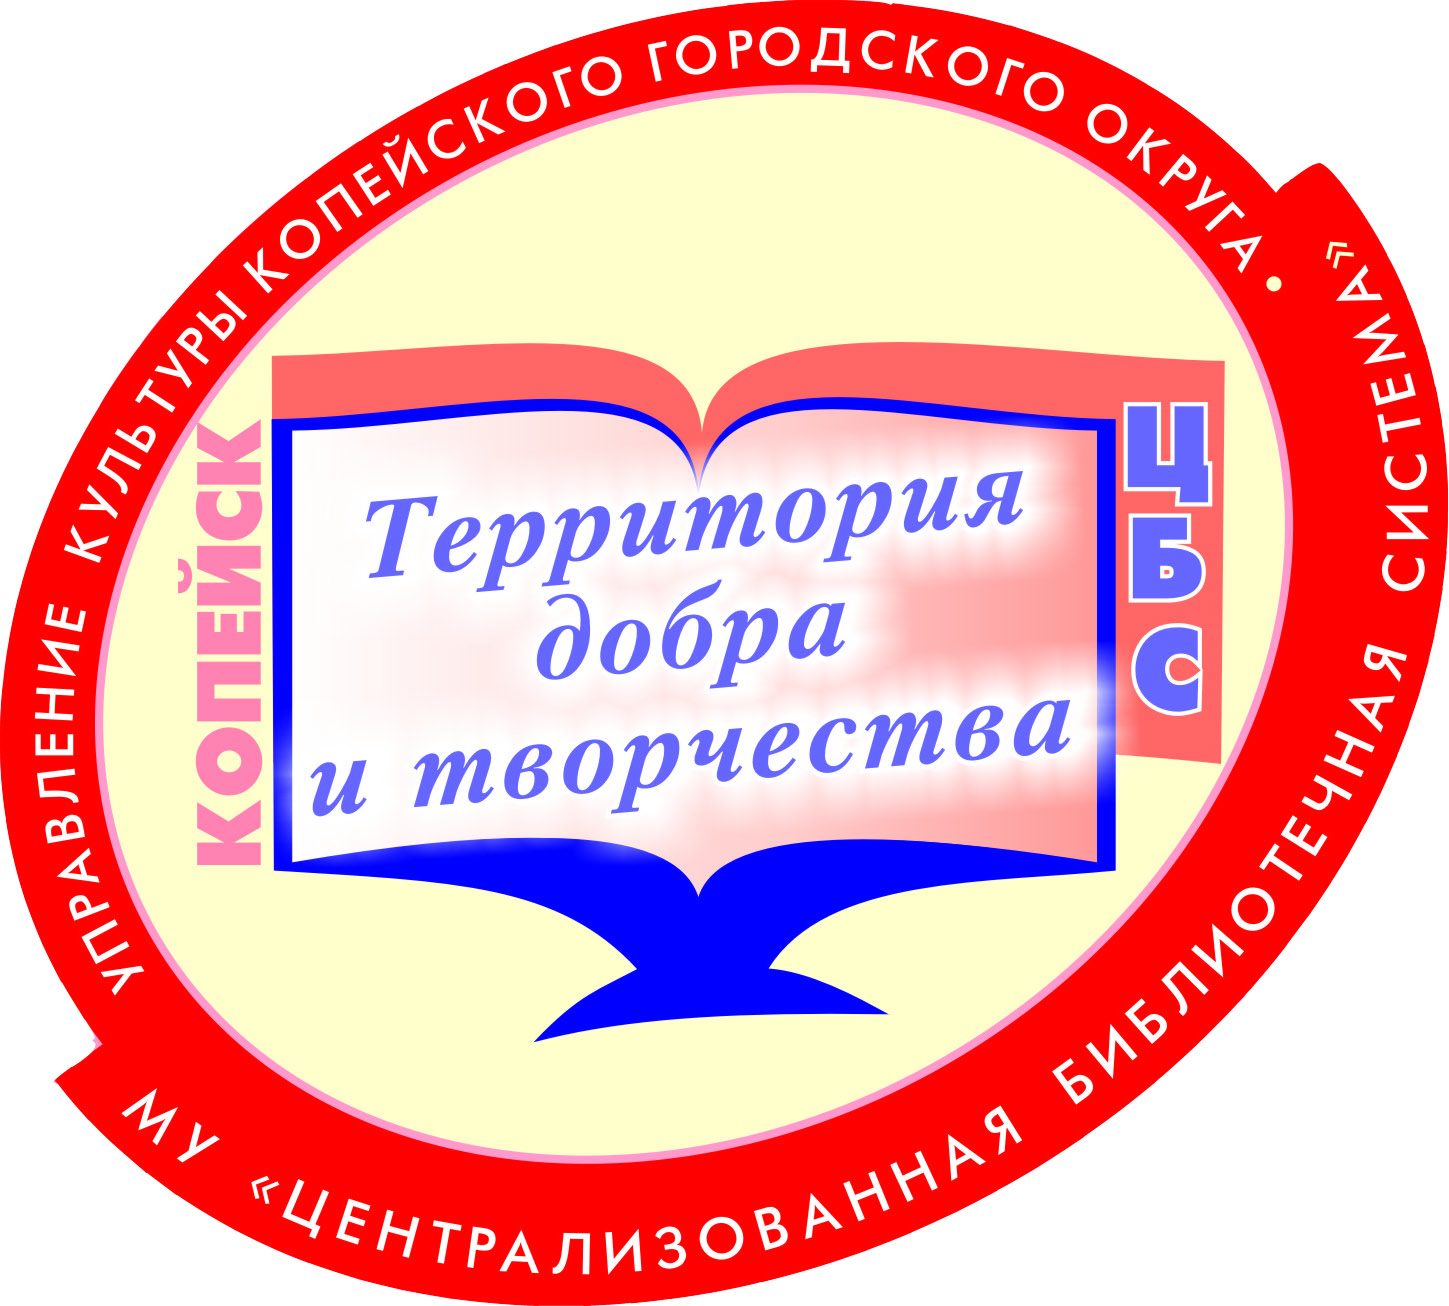 УПРАВЛЕНИЕ КУЛЬТУРЫ КОПЕЙСКОГО ГОРОДСКОГО ОКРУГА •
МУ «ЦЕНТРАЛИЗОВАННАЯ БИБЛИОТЕЧНАЯ СИСТЕМА»
КОПЕЙСК
Территория
добра
и творчества
ЦБС